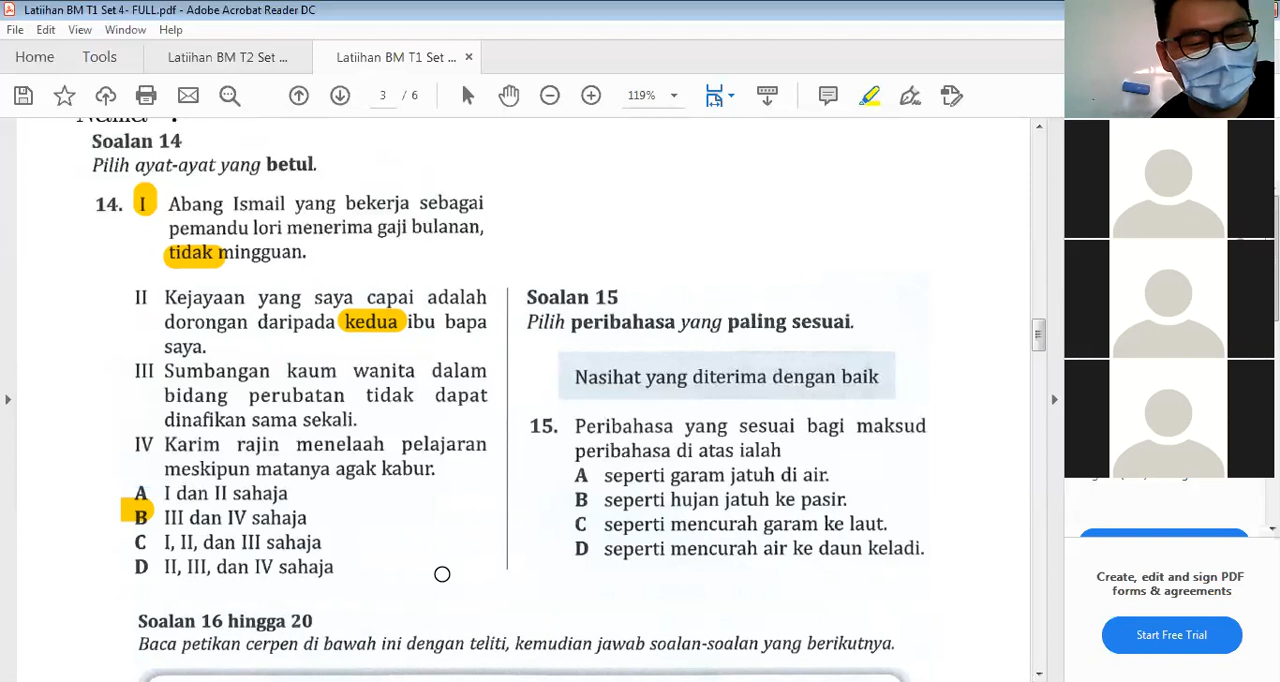 Latiihan BM T1 Set 4- FULL.pdf - Adobe Acrobat Reader DC
File Edit View Window Help
Home Tools Latiihan BM T2 Set ... Latiihan BM T1 Set ... ×
3 / 6 119%
Soalan 14
Pilih ayat-ayat yang betul.
14. I Abang Ismail yang bekerja sebagai
pemandu lori menerima gaji bulanan,
tidak mingguan.
II Kejayaan yang saya capai adalah
dorongan daripada kedua ibu bapa
saya.
III Sumbangan kaum wanita dalam
bidang perubatan tidak dapat
dinafikan sama sekali.
IV Karim rajin menelaah pelajaran
meskipun matanya agak kabur.
A I dan II sahaja
B III dan IV sahaja
C I, II, dan III sahaja
D II, III, dan IV sahaja
Soalan 15
Pilih peribahasa yang paling sesuai.
Nasihat yang diterima dengan baik
15. Peribahasa yang sesuai bagi maksud
peribahasa di atas ialah
A seperti garam jatuh di air.
B seperti hujan jatuh ke pasir.
C seperti mencurah garam ke laut.
D seperti mencurah air ke daun keladi.
Soalan 16 hingga 20
Baca petikan cerpen di bawah ini dengan teliti, kemudian jawab soalan-soalan yang berikutnya.
Create, edit and sign PDF
forms & agreements
Start Free Trial